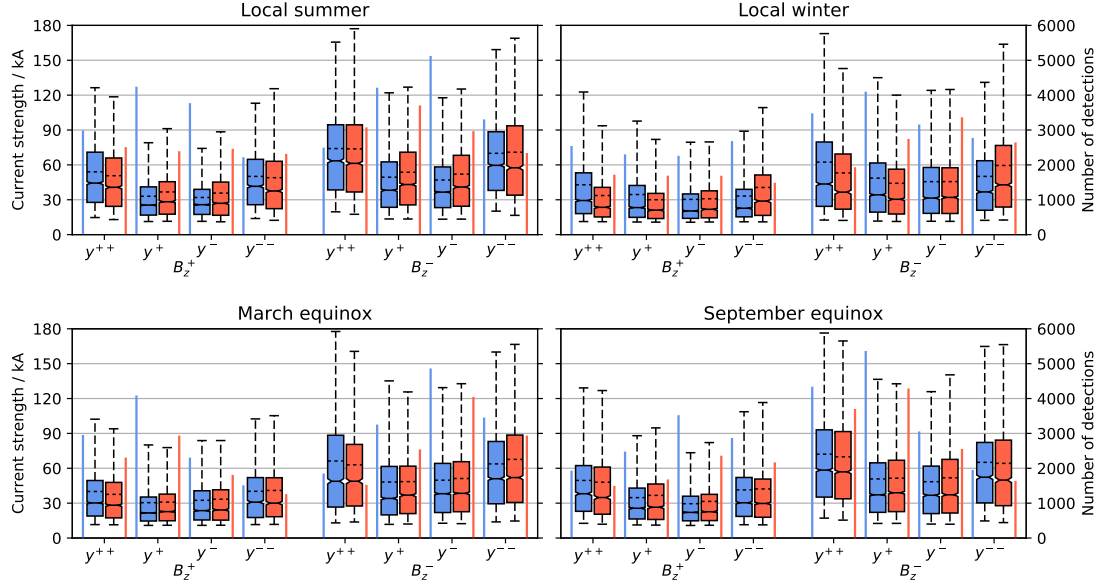 Local summer
Local winter
180
150
120
90
60
30
0
Current strength / kA
6000
5000
4000
3000
2000
1000
0
Number of detections
y⁺⁺ y⁺ y⁻ y⁻⁻ y⁺⁺ y⁺ y⁻ y⁻⁻
B_z⁺ B_z⁻
y⁺⁺ y⁺ y⁻ y⁻⁻ y⁺⁺ y⁺ y⁻ y⁻⁻
B_z⁺ B_z⁻
March equinox
September equinox
180
150
120
90
60
30
0
Current strength / kA
6000
5000
4000
3000
2000
1000
0
Number of detections
y⁺⁺ y⁺ y⁻ y⁻⁻ y⁺⁺ y⁺ y⁻ y⁻⁻
B_z⁺ B_z⁻
y⁺⁺ y⁺ y⁻ y⁻⁻ y⁺⁺ y⁺ y⁻ y⁻⁻
B_z⁺ B_z⁻